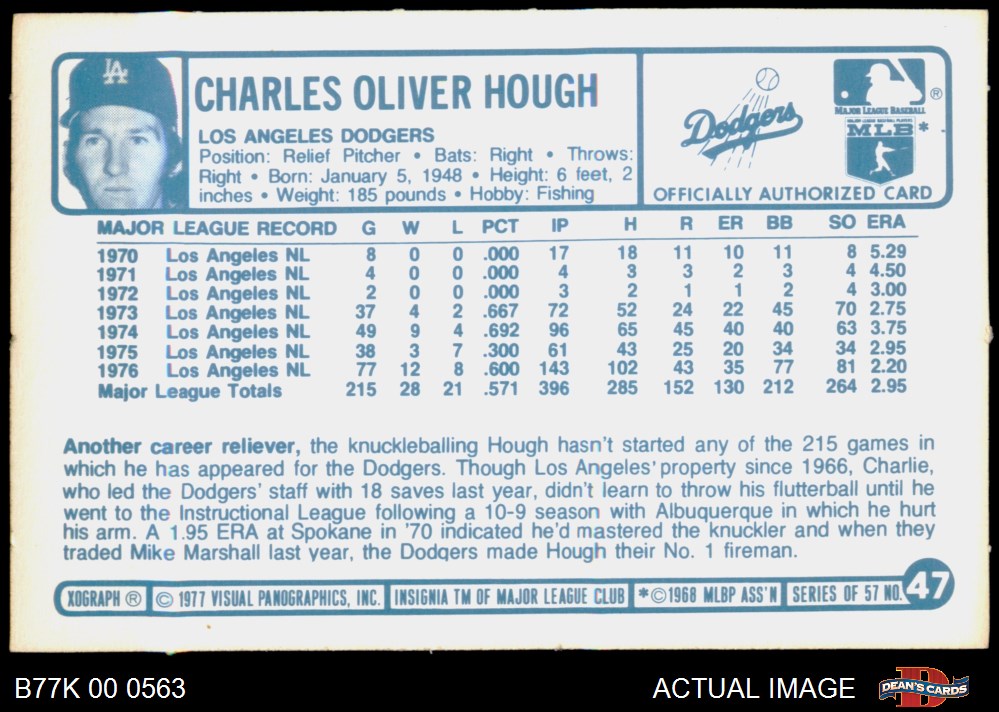 LA
CHARLES OLIVER HOUGH
LOS ANGELES DODGERS
Position: Relief Pitcher • Bats: Right • Throws:
Right • Born: January 5, 1948 • Height: 6 feet, 2
inches • Weight: 185 pounds • Hobby: Fishing
Dodgers
MAJOR LEAGUE BASEBALL ®
MAJOR LEAGUE BASEBALL PLAYERS
MLB *
OFFICIALLY AUTHORIZED CARD
MAJOR LEAGUE RECORD G W L PCT IP H R ER BB SO ERA
1970 Los Angeles NL 8 0 0 .000 17 18 11 10 11 8 5.29
1971 Los Angeles NL 4 0 0 .000 4 3 3 2 3 4 4.50
1972 Los Angeles NL 2 0 0 .000 3 2 1 1 2 4 3.00
1973 Los Angeles NL 37 4 2 .667 72 52 24 22 45 70 2.75
1974 Los Angeles NL 49 9 4 .692 96 65 45 40 40 63 3.75
1975 Los Angeles NL 38 3 7 .300 61 43 25 20 34 34 2.95
1976 Los Angeles NL 77 12 8 .600 143 102 43 35 77 81 2.20
Major League Totals 215 28 21 .571 396 285 152 130 212 264 2.95
Another career reliever, the knuckleballing Hough hasn't started any of the 215 games in
which he has appeared for the Dodgers. Though Los Angeles' property since 1966, Charlie,
who led the Dodgers' staff with 18 saves last year, didn't learn to throw his flutterball until he
went to the Instructional League following a 10-9 season with Albuquerque in which he hurt
his arm. A 1.95 ERA at Spokane in '70 indicated he'd mastered the knuckler and when they
traded Mike Marshall last year, the Dodgers made Hough their No. 1 fireman.
XOGRAPH ® © 1977 VISUAL PANOGRAPHICS, INC. INSIGNIA TM OF MAJOR LEAGUE CLUB *©1968 MLBP ASS'N SERIES OF 57 NO. 47
B77K 00 0563 ACTUAL IMAGE D DEAN'S CARDS